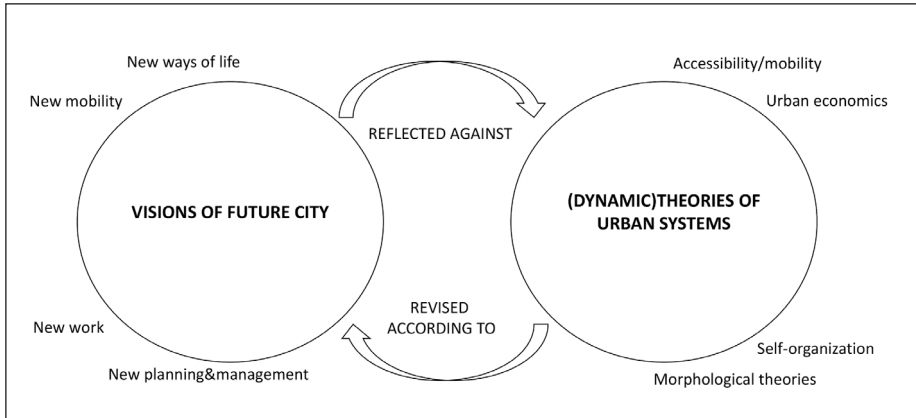 New ways of life
New mobility
VISIONS OF FUTURE CITY
New work
New planning&management
REFLECTED AGAINST
REVISED
ACCORDING TO
Accessibility/mobility
Urban economics
(DYNAMIC)THEORIES OF
URBAN SYSTEMS
Self-organization
Morphological theories